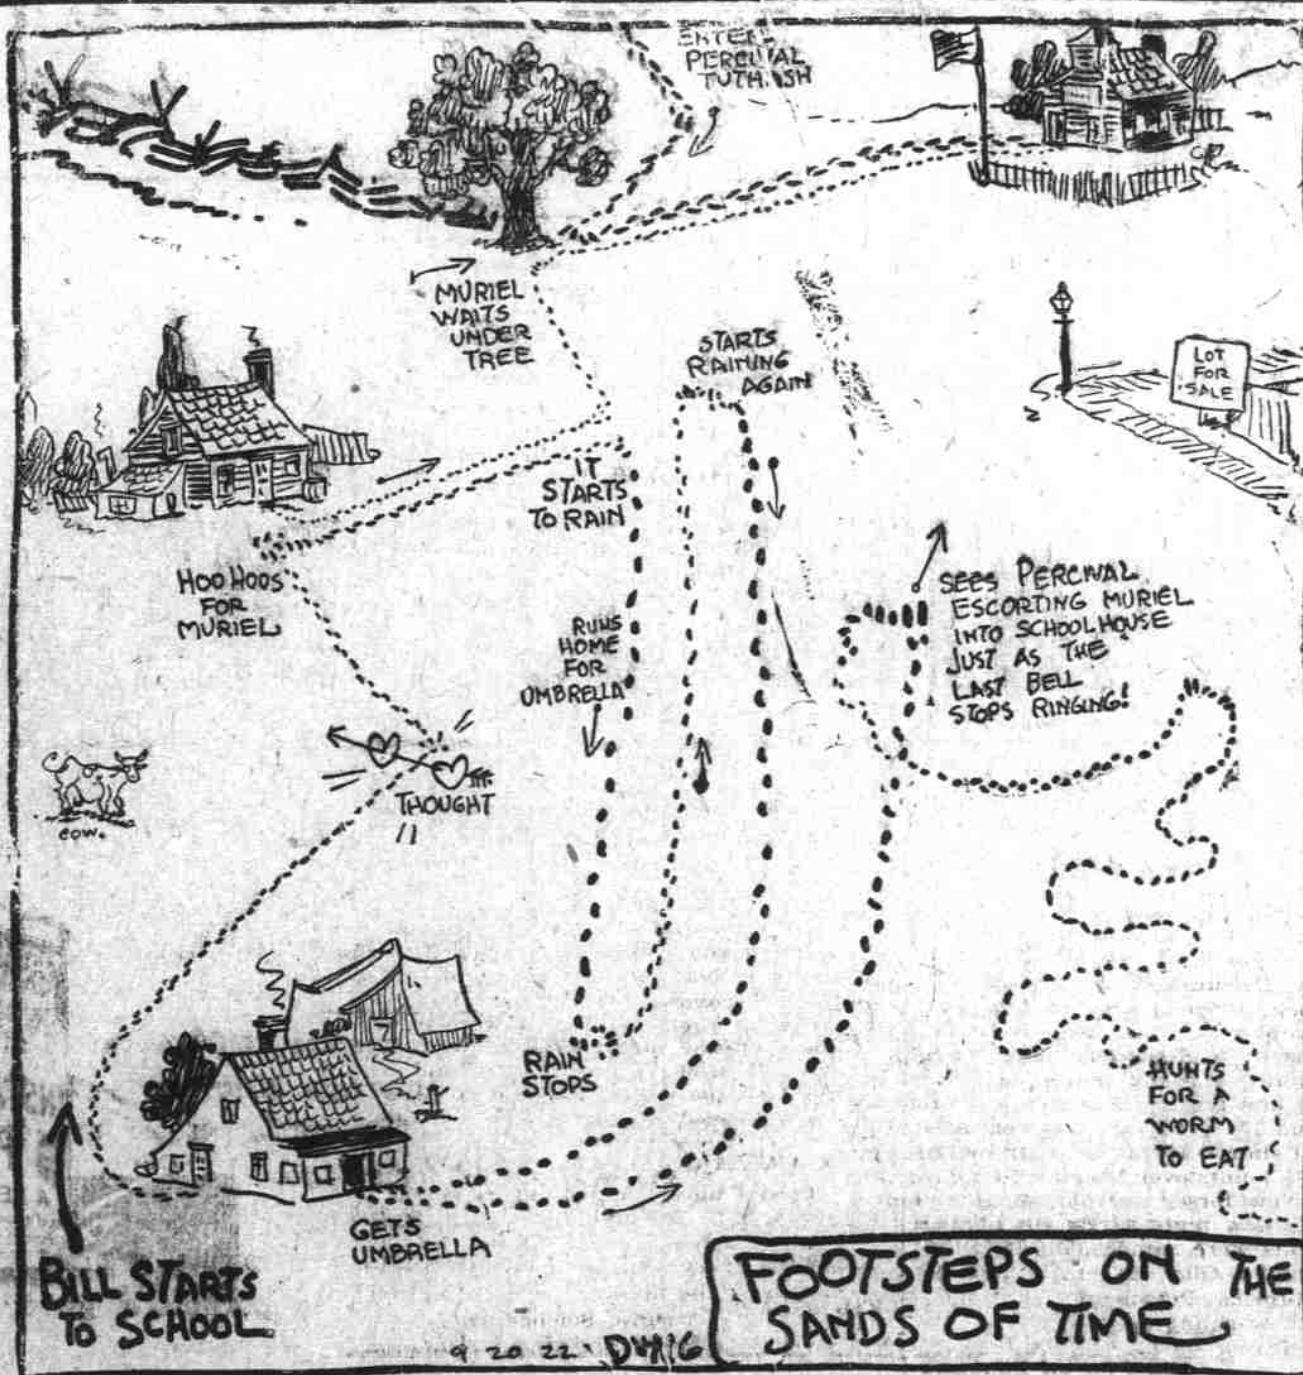 ENTER
PERCIVAL
TUTH. ISH
MURIEL
WAITS
UNDER
TREE
STARTS
RAINING
AGAIN
LOT
FOR
SALE
IT
STARTS
TO RAIN
HOO HOOS
FOR
MURIEL
RUNS
HOME
FOR
UMBRELLA
SEES PERCIVAL
ESCORTING MURIEL
INTO SCHOOLHOUSE
JUST AS THE
LAST BELL
STOPS RINGING!
THOUGHT
COW.
RAIN
STOPS
HUNTS
FOR A
WORM
TO EAT
GETS
UMBRELLA
BILL STARTS
TO SCHOOL
FOOTSTEPS ON THE
SANDS OF TIME
9 20 22 DWIG